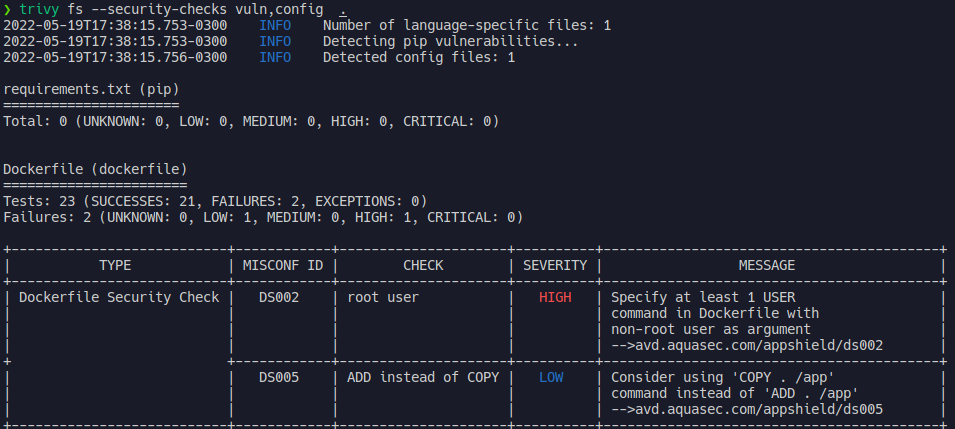 ❯ trivy fs --security-checks vuln,config  .
2022-05-19T17:38:15.753-0300    INFO    Number of language-specific files: 1
2022-05-19T17:38:15.753-0300    INFO    Detecting pip vulnerabilities...
2022-05-19T17:38:15.756-0300    INFO    Detected config files: 1

requirements.txt (pip)
======================
Total: 0 (UNKNOWN: 0, LOW: 0, MEDIUM: 0, HIGH: 0, CRITICAL: 0)


Dockerfile (dockerfile)
=======================
Tests: 23 (SUCCESSES: 21, FAILURES: 2, EXCEPTIONS: 0)
Failures: 2 (UNKNOWN: 0, LOW: 1, MEDIUM: 0, HIGH: 1, CRITICAL: 0)

+---------------------------+------------+---------------------+----------+------------------------------------------+
|           TYPE            | MISCONF ID |        CHECK        | SEVERITY |                 MESSAGE                  |
+---------------------------+------------+---------------------+----------+------------------------------------------+
| Dockerfile Security Check |   DS002    | root user           |   HIGH   | Specify at least 1 USER                  |
|                           |            |                     |          | command in Dockerfile with               |
|                           |            |                     |          | non-root user as argument                |
|                           |            |                     |          | -->avd.aquasec.com/appshield/ds002       |
+                           +------------+---------------------+----------+------------------------------------------+
|                           |   DS005    | ADD instead of COPY |   LOW    | Consider using 'COPY . /app'             |
|                           |            |                     |          | command instead of 'ADD . /app'          |
|                           |            |                     |          | -->avd.aquasec.com/appshield/ds005       |
+---------------------------+------------+---------------------+----------+------------------------------------------+